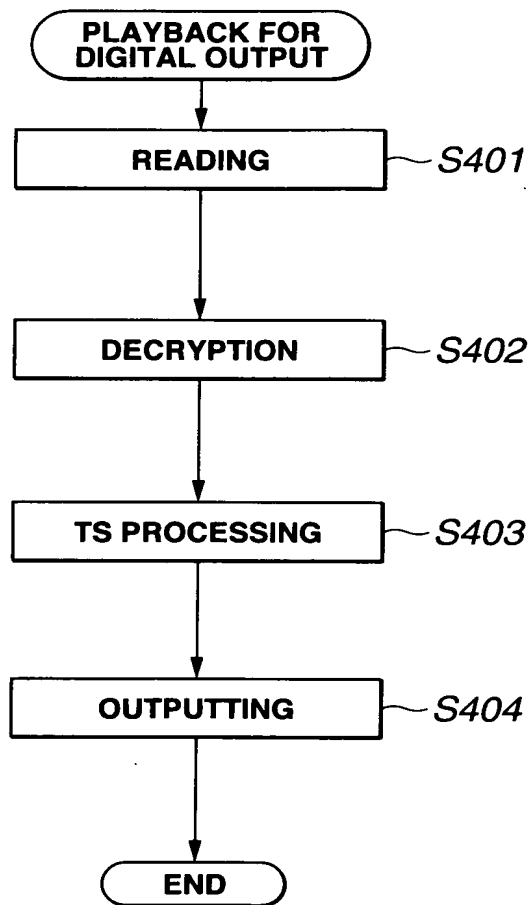 PLAYBACK FOR
DIGITAL OUTPUT
READING S401
DECRYPTION S402
TS PROCESSING S403
OUTPUTTING S404
END